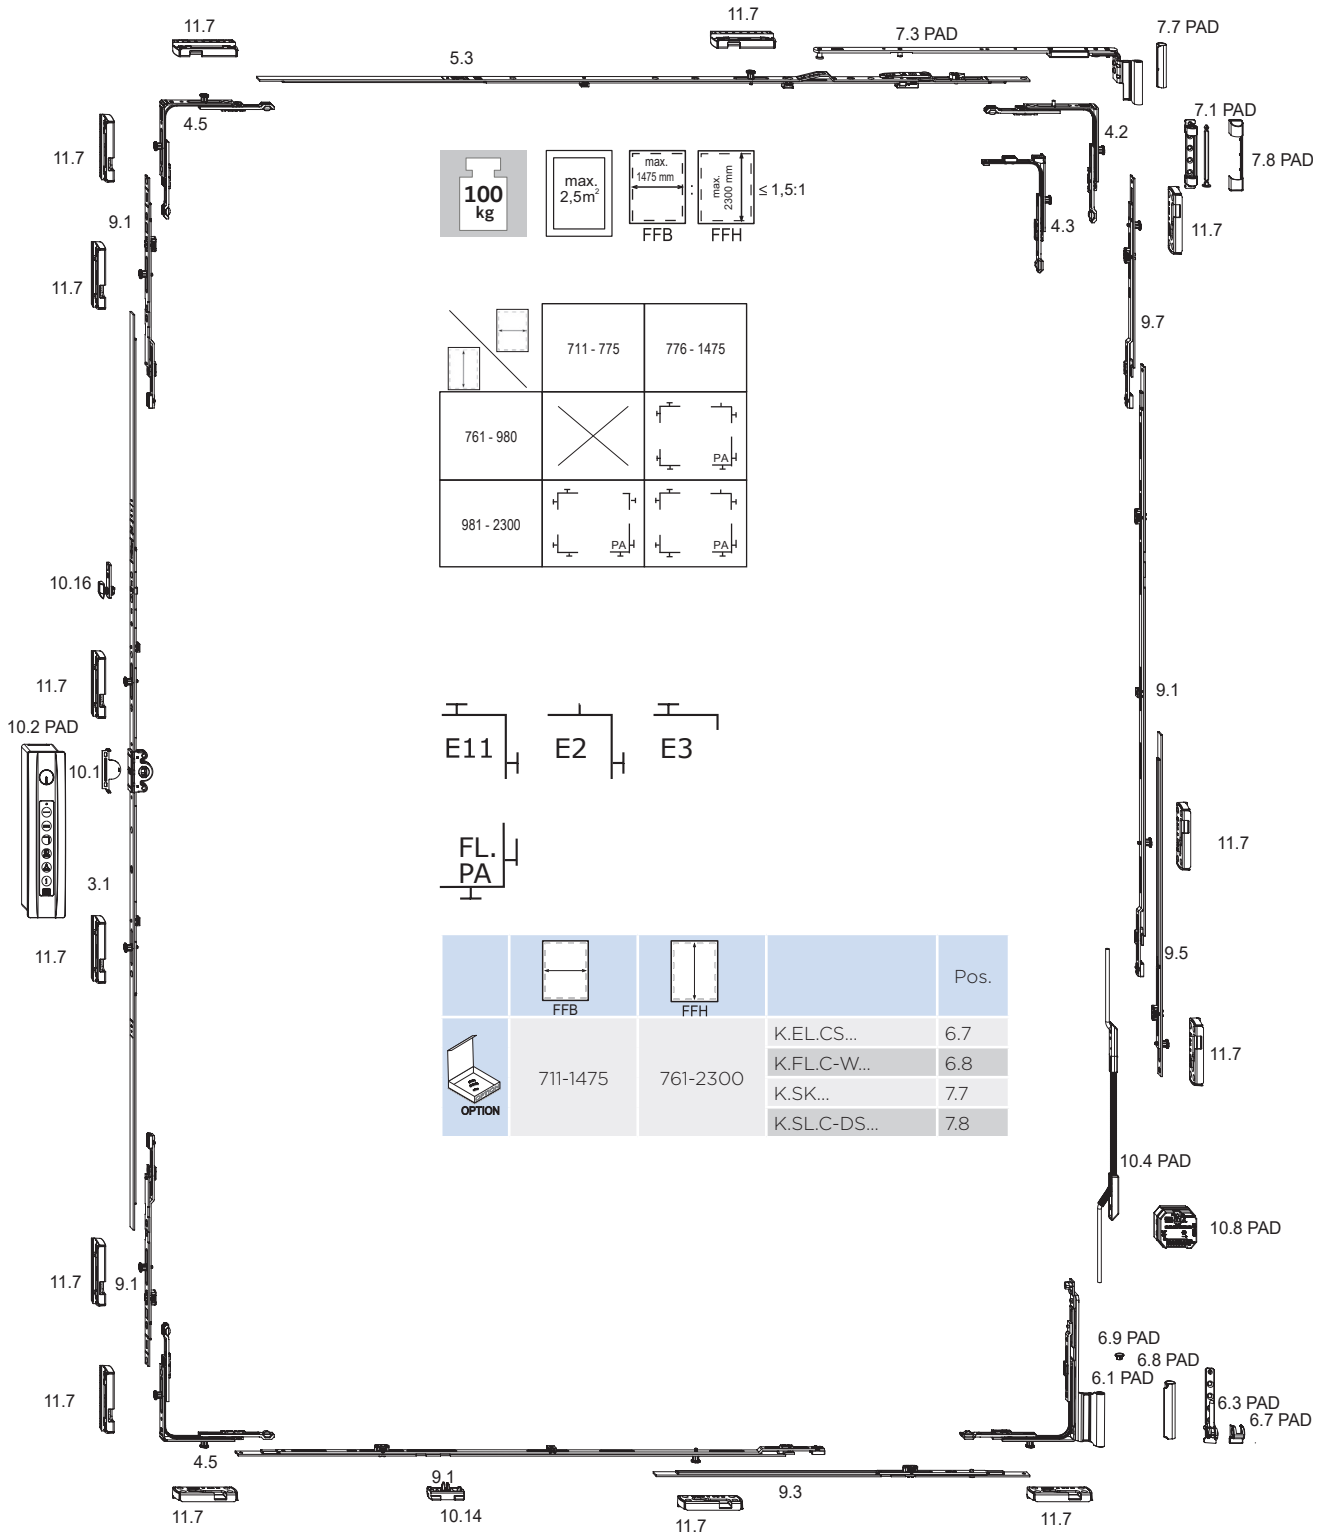 11.7
11.7
7.3 PAD
7.7 PAD
5.3
4.5
4.2
7.1 PAD
7.8 PAD
11.7
100
kg
max.
2,5m²
max.
1475 mm
FFB
:
max.
2300 mm
FFH
≤ 1,5:1
9.1
4.3
11.7
11.7
9.7
711 - 775
776 - 1475
761 - 980
PA
981 - 2300
PA
PA
10.16
11.7
9.1
10.2 PAD
E11
E2
E3
10.1
11.7
FL.
PA
3.1
11.7
9.5
FFB
FFH
Pos.
OPTION
711-1475
761-2300
K.EL.CS...
6.7
K.FL.C-W...
6.8
K.SK...
7.7
K.SL.C-DS...
7.8
11.7
10.4 PAD
10.8 PAD
11.7
9.1
6.9 PAD
6.8 PAD
6.1 PAD
11.7
6.3 PAD
6.7 PAD
4.5
9.1
9.3
11.7
10.14
11.7
11.7